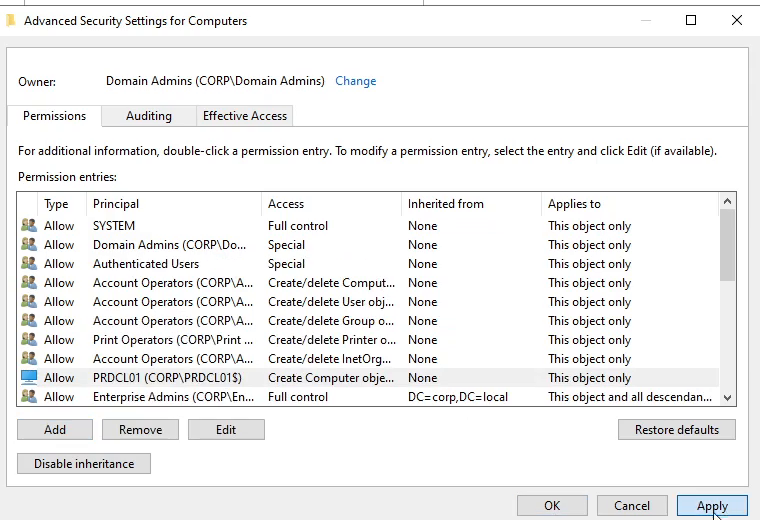 Advanced Security Settings for Computers
Owner: Domain Admins (CORP\Domain Admins) Change
Permissions Auditing Effective Access
For additional information, double-click a permission entry. To modify a permission entry, select the entry and click Edit (if available).
Permission entries:
Type Principal Access Inherited from Applies to
Allow SYSTEM Full control None This object only
Allow Domain Admins (CORP\Do... Special None This object only
Allow Authenticated Users Special None This object only
Allow Account Operators (CORP\A... Create/delete Comput... None This object only
Allow Account Operators (CORP\A... Create/delete User obj... None This object only
Allow Account Operators (CORP\A... Create/delete Group o... None This object only
Allow Print Operators (CORP\Print ... Create/delete Printer o... None This object only
Allow Account Operators (CORP\A... Create/delete InetOrg... None This object only
Allow PRDCL01 (CORP\PRDCL01$) Create Computer obje... None This object only
Allow Enterprise Admins (CORP\En... Full control DC=corp,DC=local This object and all descendan...
Add Remove Edit Restore defaults
Disable inheritance
OK Cancel Apply